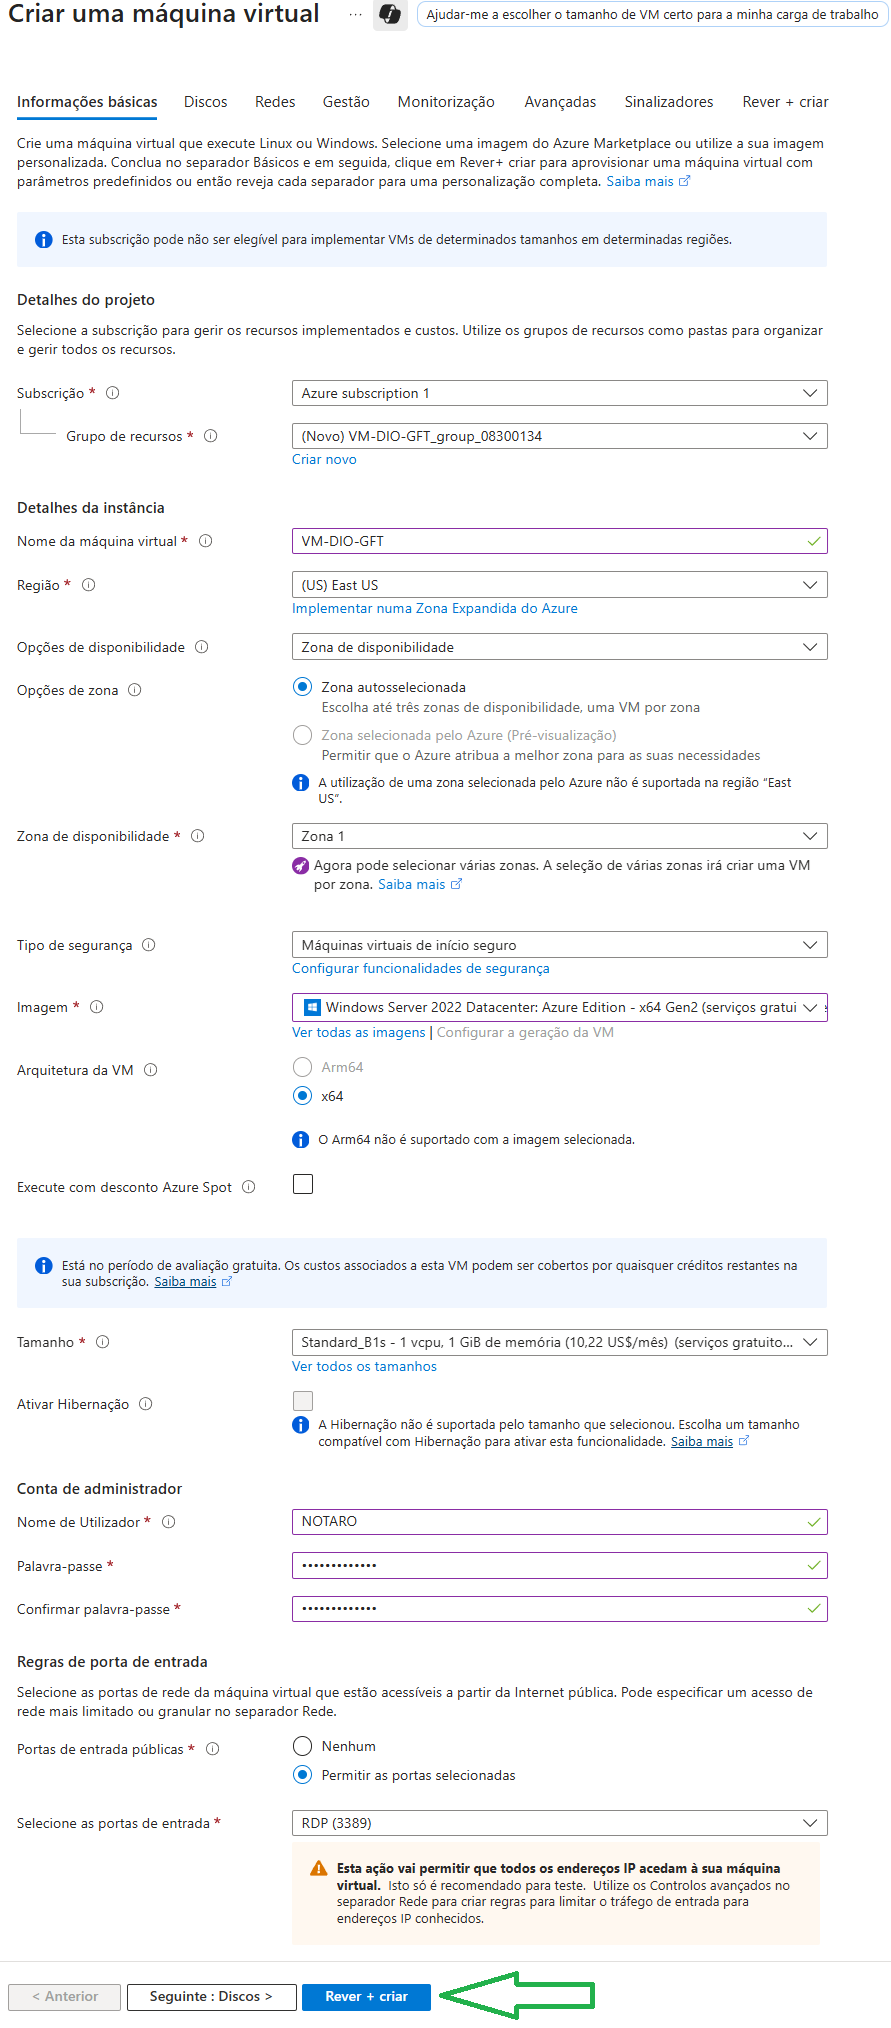 Criar uma máquina virtual
...
Ajudar-me a escolher o tamanho de VM certo para a minha carga de trabalho
Informações básicas Discos Redes Gestão Monitorização Avançadas Sinalizadores Rever + criar
Crie uma máquina virtual que execute Linux ou Windows. Selecione uma imagem do Azure Marketplace ou utilize a sua imagem
personalizada. Conclua no separador Básicos e em seguida, clique em Rever+ criar para aprovisionar uma máquina virtual com
parâmetros predefinidos ou então reveja cada separador para uma personalização completa. Saiba mais
Esta subscrição pode não ser elegível para implementar VMs de determinados tamanhos em determinadas regiões.
Detalhes do projeto
Selecione a subscrição para gerir os recursos implementados e custos. Utilize os grupos de recursos como pastas para organizar
e gerir todos os recursos.
Subscrição * Azure subscription 1
Grupo de recursos * (Novo) VM-DIO-GFT_group_08300134
Criar novo
Detalhes da instância
Nome da máquina virtual * VM-DIO-GFT
Região * (US) East US
Implementar numa Zona Expandida do Azure
Opções de disponibilidade Zona de disponibilidade
Opções de zona Zona autosselecionada
Escolha até três zonas de disponibilidade, uma VM por zona
Zona selecionada pelo Azure (Pré-visualização)
Permitir que o Azure atribua a melhor zona para as suas necessidades
A utilização de uma zona selecionada pelo Azure não é suportada na região “East
US”.
Zona de disponibilidade * Zona 1
Agora pode selecionar várias zonas. A seleção de várias zonas irá criar uma VM
por zona. Saiba mais
Tipo de segurança Máquinas virtuais de início seguro
Configurar funcionalidades de segurança
Imagem * Windows Server 2022 Datacenter: Azure Edition - x64 Gen2 (serviços gratui
Ver todas as imagens | Configurar a geração da VM
Arquitetura da VM Arm64
x64
O Arm64 não é suportado com a imagem selecionada.
Execute com desconto Azure Spot
Está no período de avaliação gratuita. Os custos associados a esta VM podem ser cobertos por quaisquer créditos restantes na
sua subscrição. Saiba mais
Tamanho * Standard_B1s - 1 vcpu, 1 GiB de memória (10,22 US$/mês) (serviços gratuito...
Ver todos os tamanhos
Ativar Hibernação
A Hibernação não é suportada pelo tamanho que selecionou. Escolha um tamanho
compatível com Hibernação para ativar esta funcionalidade. Saiba mais
Conta de administrador
Nome de Utilizador * NOTARO
Palavra-passe * •••••••••••••
Confirmar palavra-passe * •••••••••••••
Regras de porta de entrada
Selecione as portas de rede da máquina virtual que estão acessíveis a partir da Internet pública. Pode especificar um acesso de
rede mais limitado ou granular no separador Rede.
Portas de entrada públicas * Nenhum
Permitir as portas selecionadas
Selecione as portas de entrada * RDP (3389)
Esta ação vai permitir que todos os endereços IP acedam à sua máquina
virtual. Isto só é recomendado para teste. Utilize os Controlos avançados no
separador Rede para criar regras para limitar o tráfego de entrada para
endereços IP conhecidos.
< Anterior Seguinte : Discos > Rever + criar